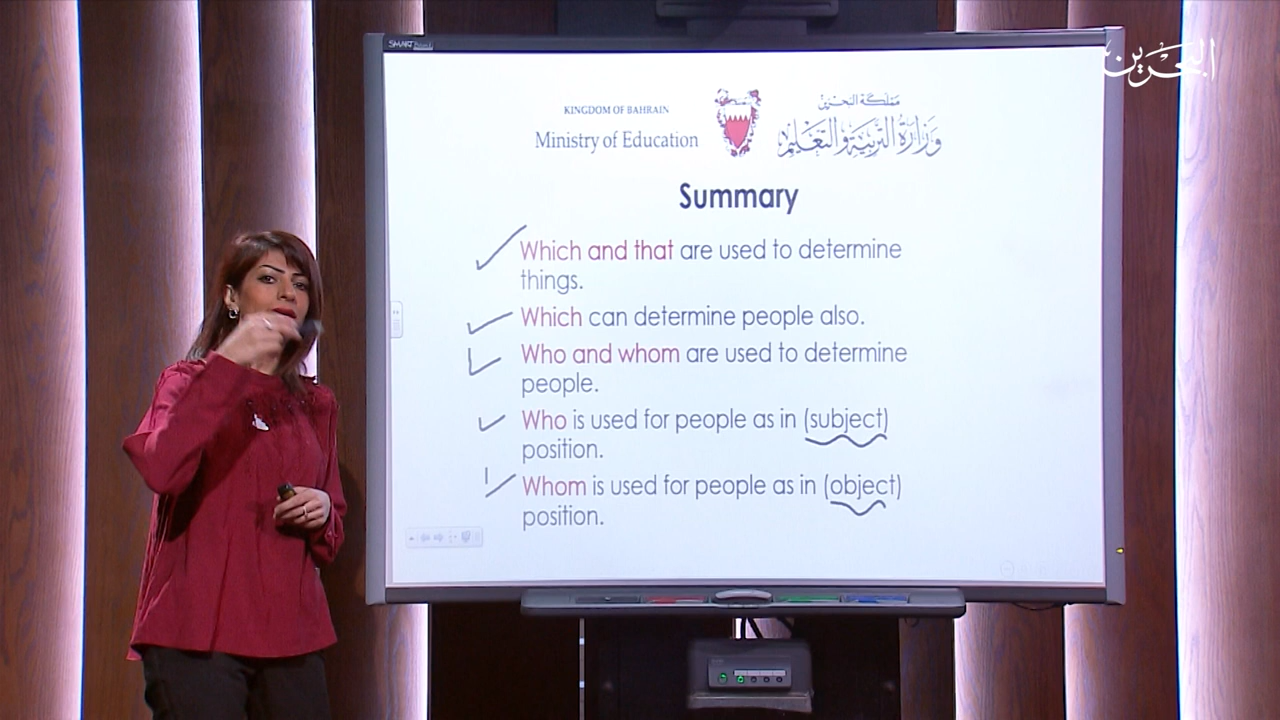 البحرين
SMART
KINGDOM OF BAHRAIN
Ministry of Education
مملكة البحرين
وزارة التربية والتعليم
Summary
Which and that are used to determine
things.
Which can determine people also.
Who and whom are used to determine
people.
Who is used for people as in (subject)
position.
Whom is used for people as in (object)
position.